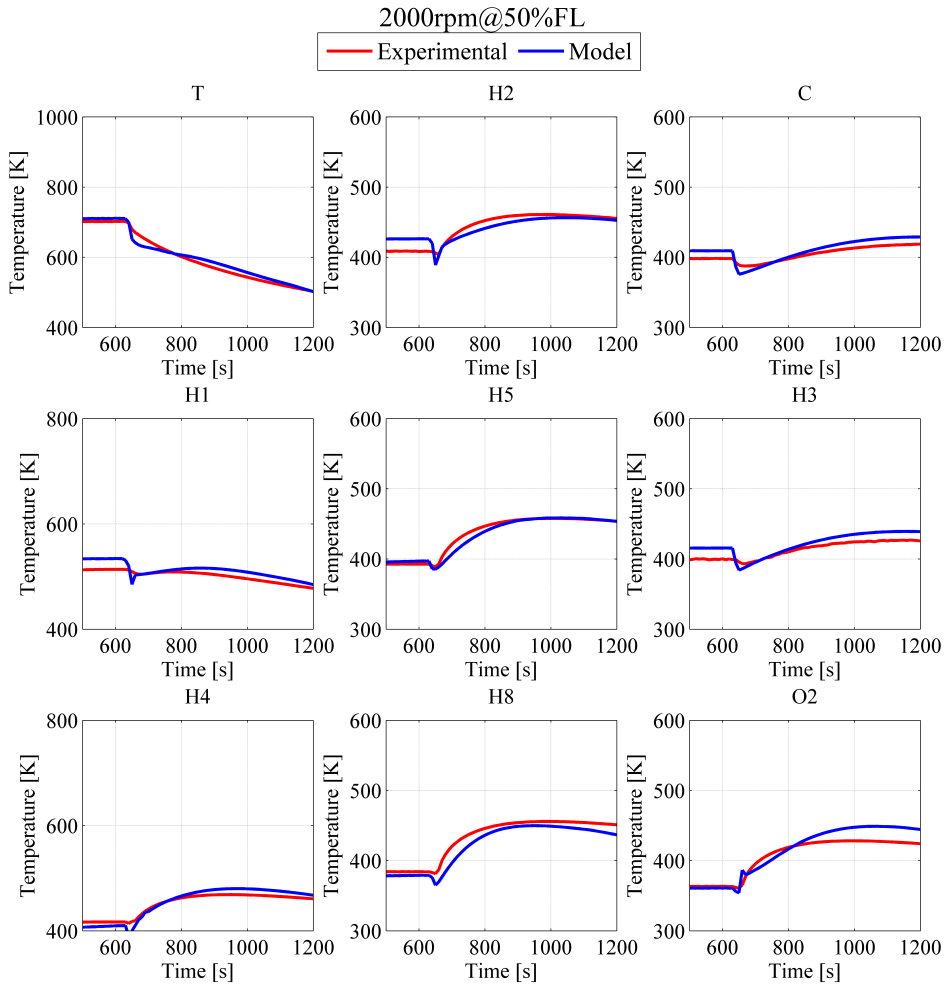 2000rpm@50%FL
Experimental Model
T H2 C
1000 600 600
800 500 500
600 400 400
400 300 300
Temperature [K] Temperature [K] Temperature [K]
600 800 1000 1200 600 800 1000 1200 600 800 1000 1200
Time [s] Time [s] Time [s]
H1 H5 H3
800 600 600
600 500 500
400 400
400 300 300
Temperature [K] Temperature [K] Temperature [K]
600 800 1000 1200 600 800 1000 1200 600 800 1000 1200
Time [s] Time [s] Time [s]
H4 H8 O2
800 600 600
600 500 500
400 400
400 300 300
Temperature [K] Temperature [K] Temperature [K]
600 800 1000 1200 600 800 1000 1200 600 800 1000 1200
Time [s] Time [s] Time [s]